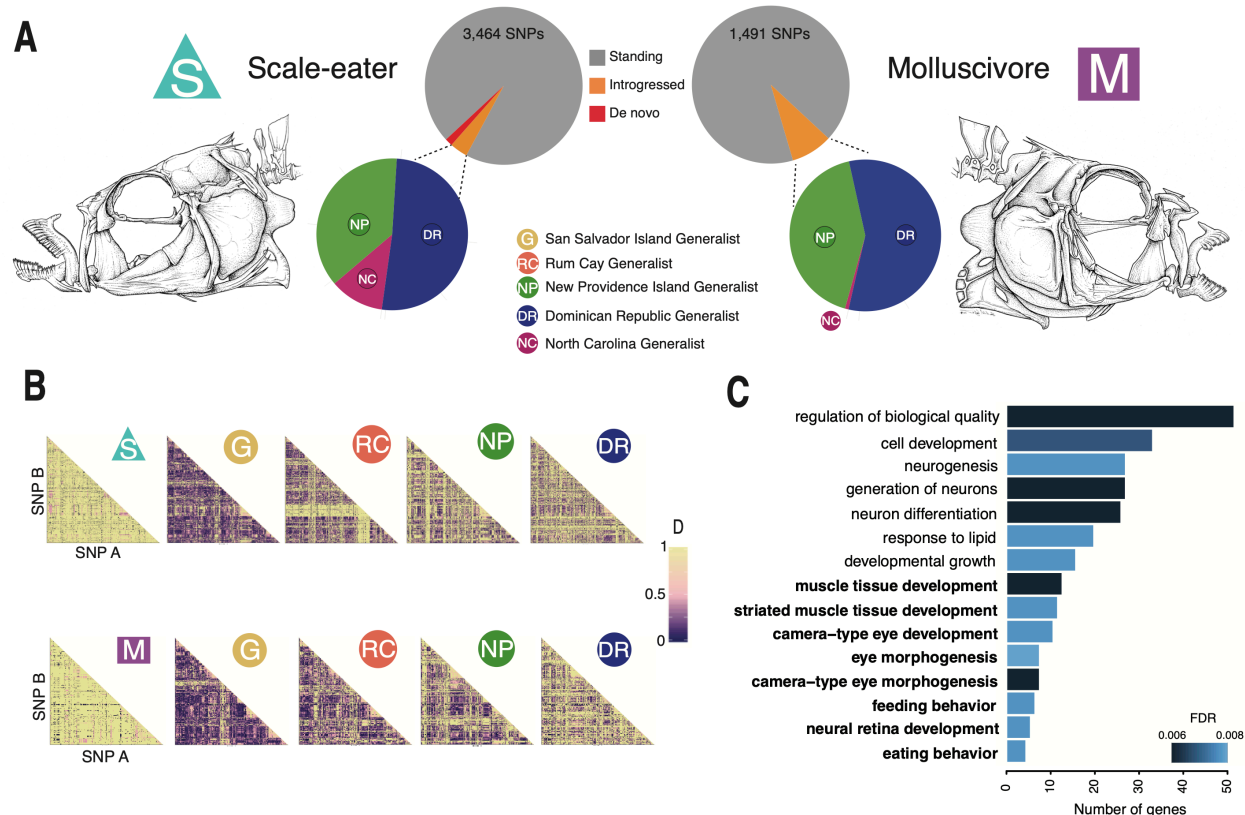 A
S
Scale-eater
3,464 SNPs
Standing
Introgressed
De novo
1,491 SNPs
Molluscivore
M
NP
DR
NC
NP
DR
NC
G San Salvador Island Generalist
RC Rum Cay Generalist
NP New Providence Island Generalist
DR Dominican Republic Generalist
NC North Carolina Generalist
B
S
G
RC
NP
DR
SNP B
SNP A
D
1
0.5
0
M
G
RC
NP
DR
SNP B
SNP A
C
regulation of biological quality
cell development
neurogenesis
generation of neurons
neuron differentiation
response to lipid
developmental growth
muscle tissue development
striated muscle tissue development
camera-type eye development
eye morphogenesis
camera-type eye morphogenesis
feeding behavior
neural retina development
eating behavior
FDR
0.006 0.008
0 10 20 30 40 50
Number of genes